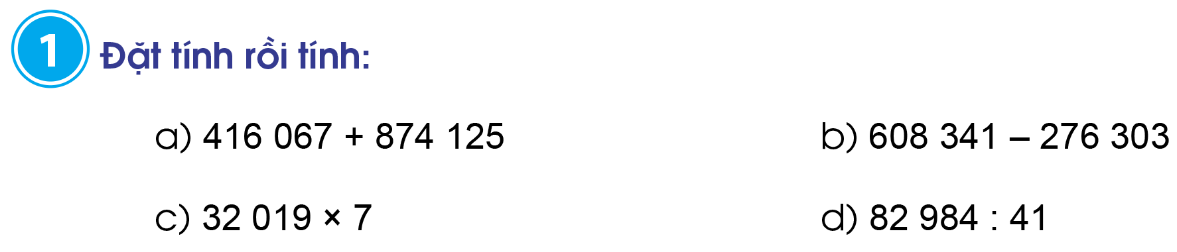 1 Đặt tính rồi tính:
a) 416 067 + 874 125 b) 608 341 – 276 303
c) 32 019 × 7 d) 82 984 : 41